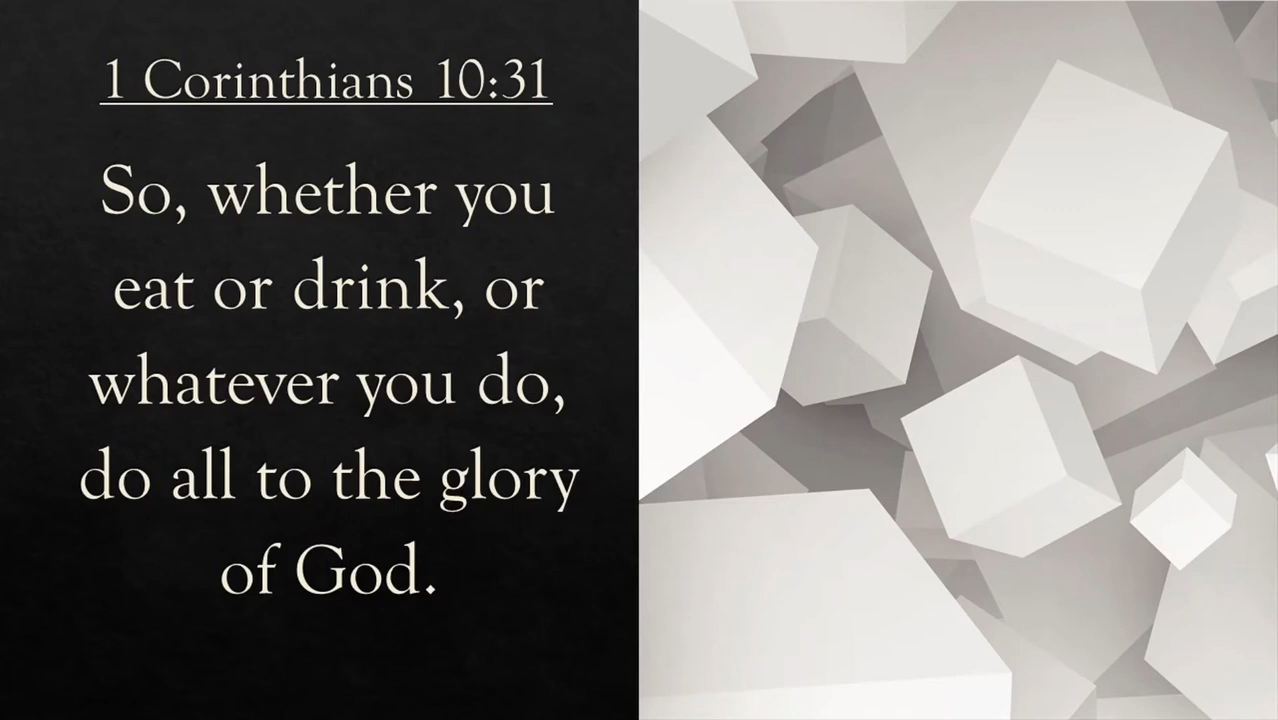 1 Corinthians 10:31
So, whether you
eat or drink, or
whatever you do,
do all to the glory
of God.